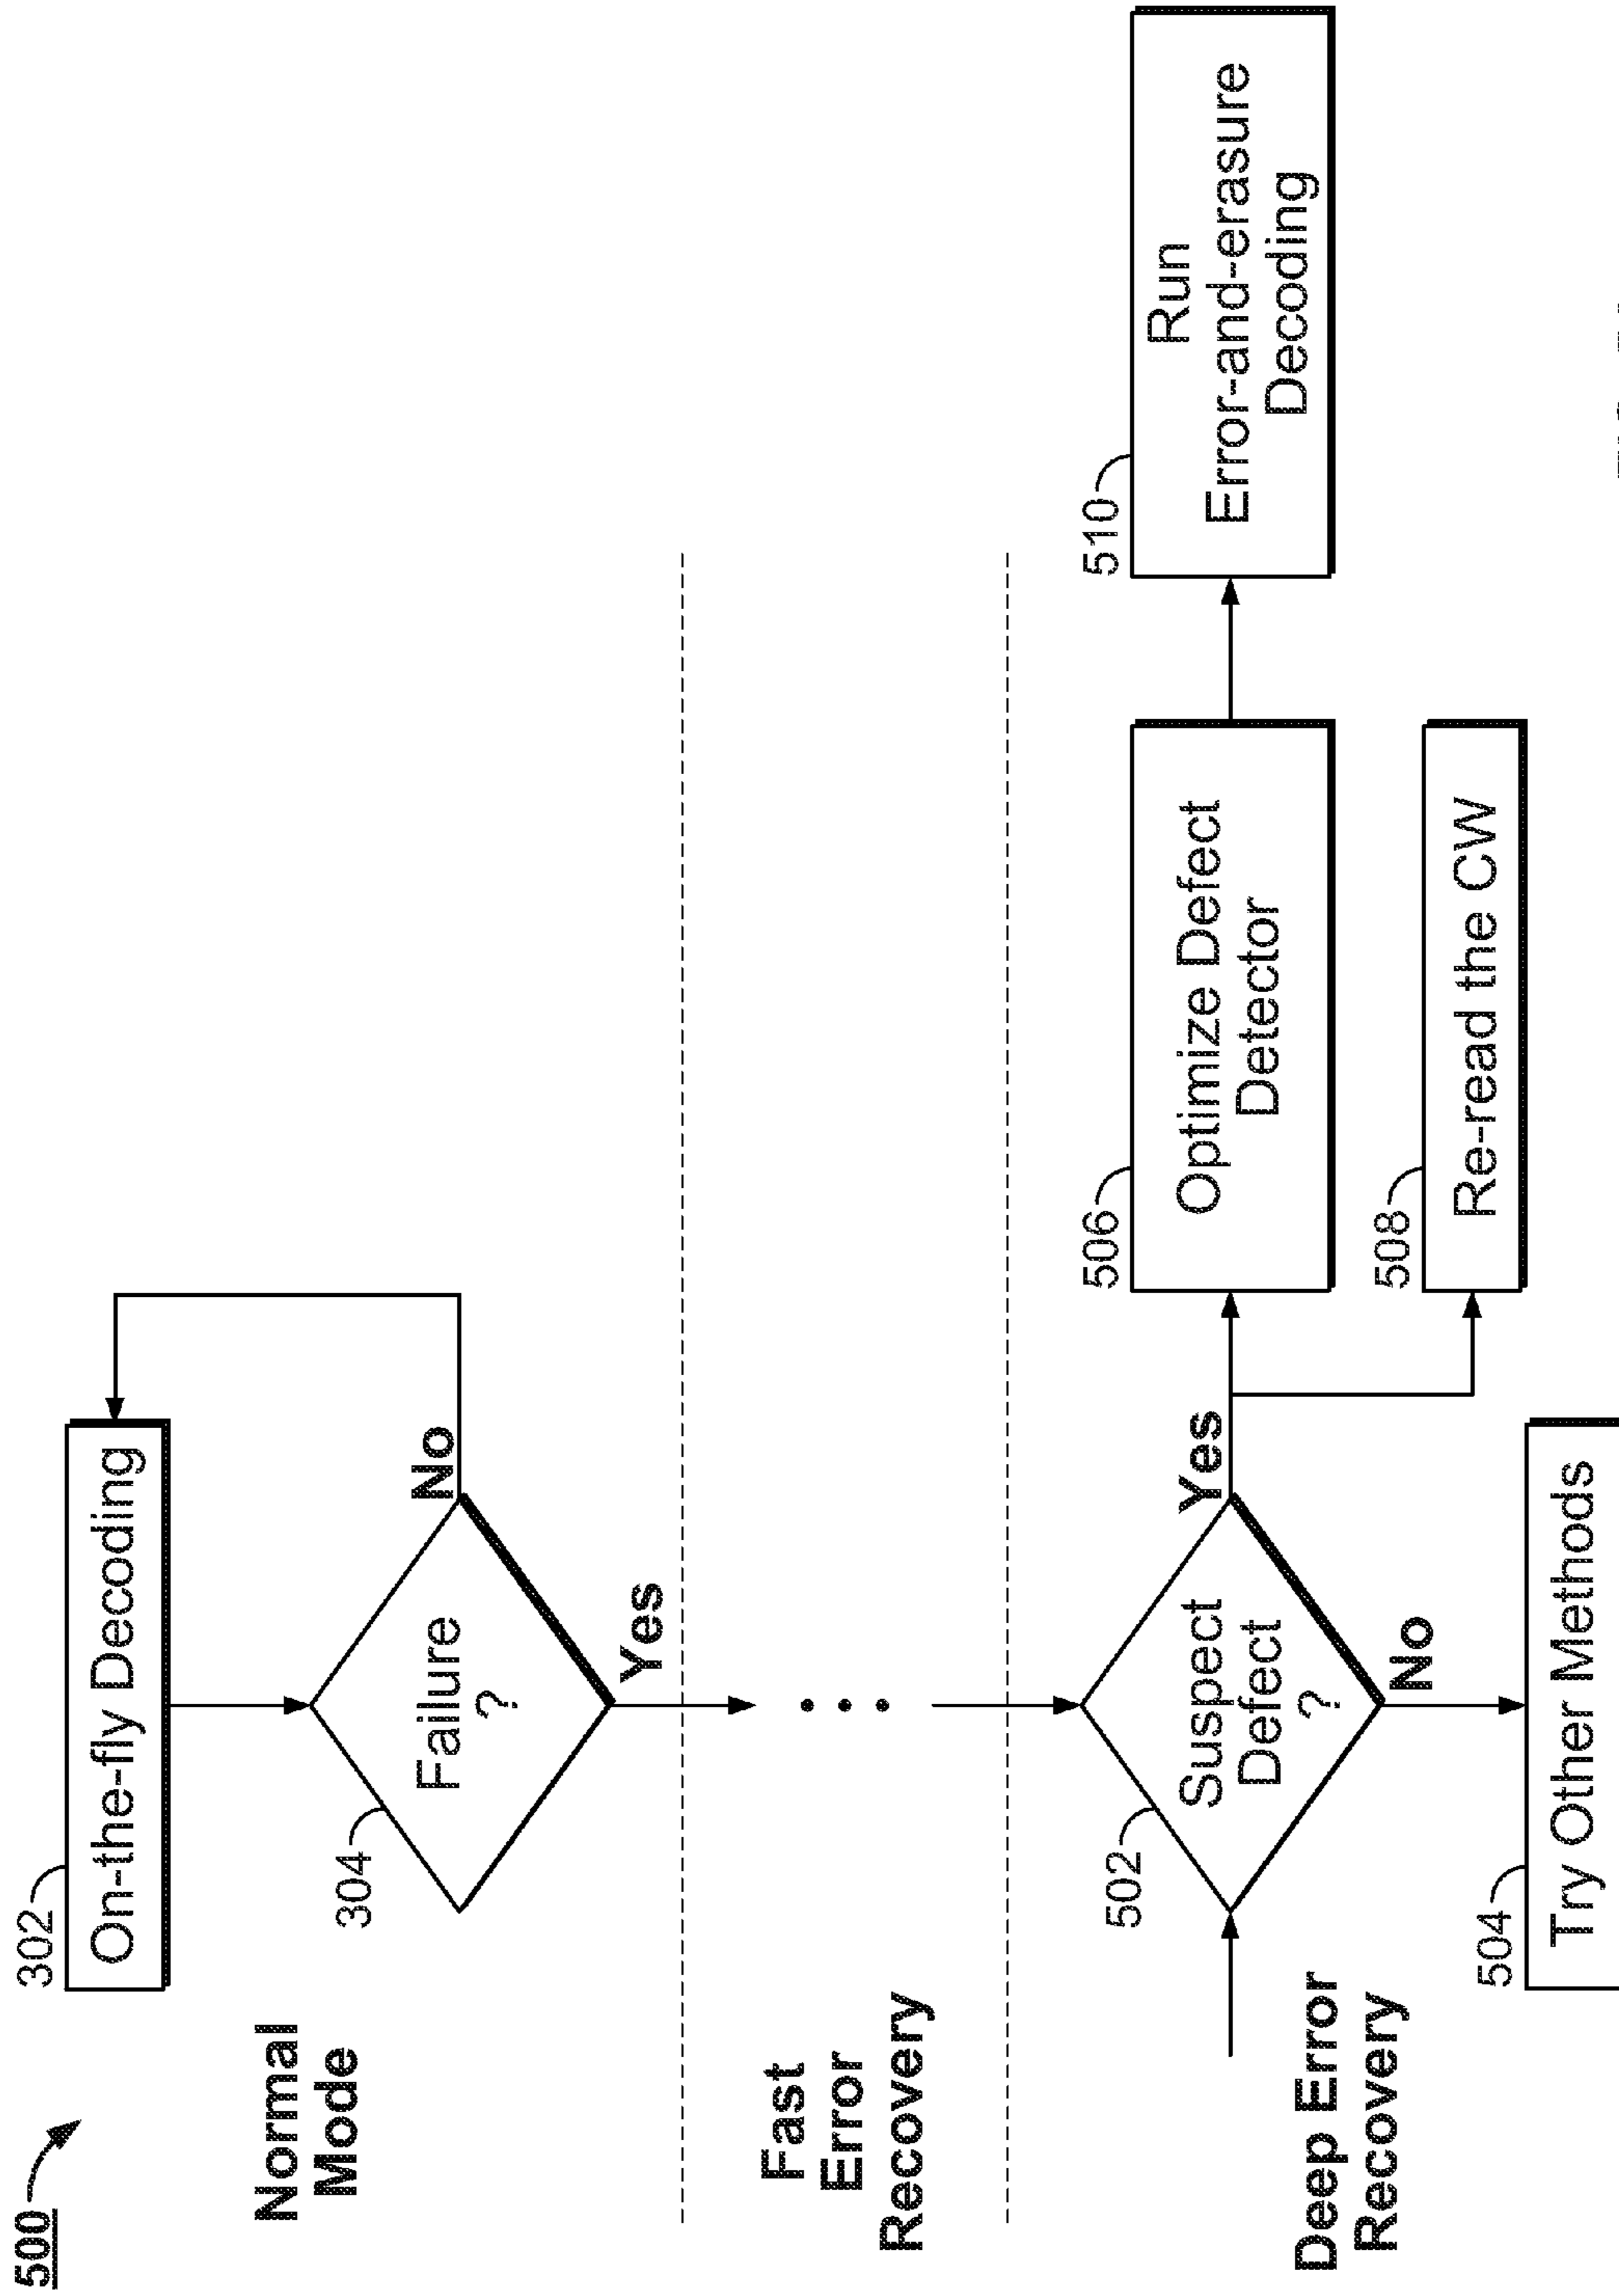 500
302
On-the-fly Decoding
Normal
Mode
304
Failure
?
No
Yes
Fast
Error
Recovery
Deep Error
Recovery
502
Suspect
Defect
?
Yes
No
504
Try Other Methods
506
Optimize Defect
Detector
508
Re-read the CW
510
Run
Error-and-erasure
Decoding